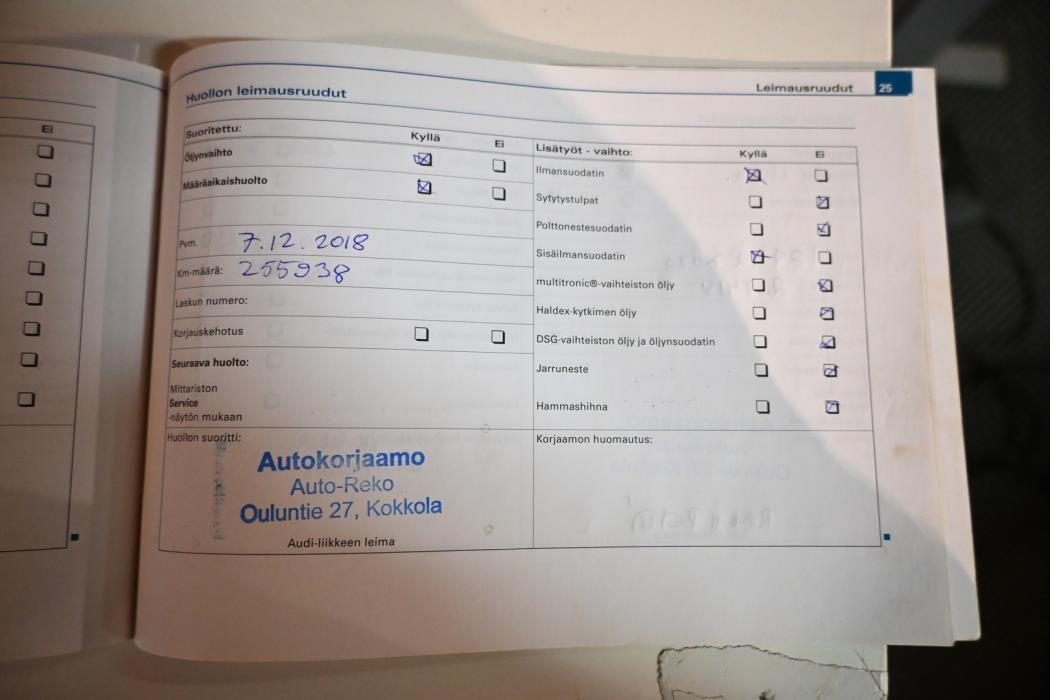 Ei
Huollon leimausruudut
Leimausruudut 25
Suoritettu: Kyllä Ei
Öljynvaihto
Määräaikaishuolto
Pvm. 7.12.2018
Km-määrä: 255938
Laskun numero:
Korjauskehotus
Seuraava huolto:
Mittariston
Service
-näytön mukaan
Huollon suoritti:
Autokorjaamo
Auto-Reko
Ouluntie 27, Kokkola
Audi-liikkeen leima
Lisätyöt - vaihto: Kyllä Ei
Ilmansuodatin
Sytytystulpat
Polttonestesuodatin
Sisäilmansuodatin
multitronic®-vaihteiston öljy
Haldex-kytkimen öljy
DSG-vaihteiston öljy ja öljynsuodatin
Jarruneste
Hammashihna
Korjaamon huomautus: